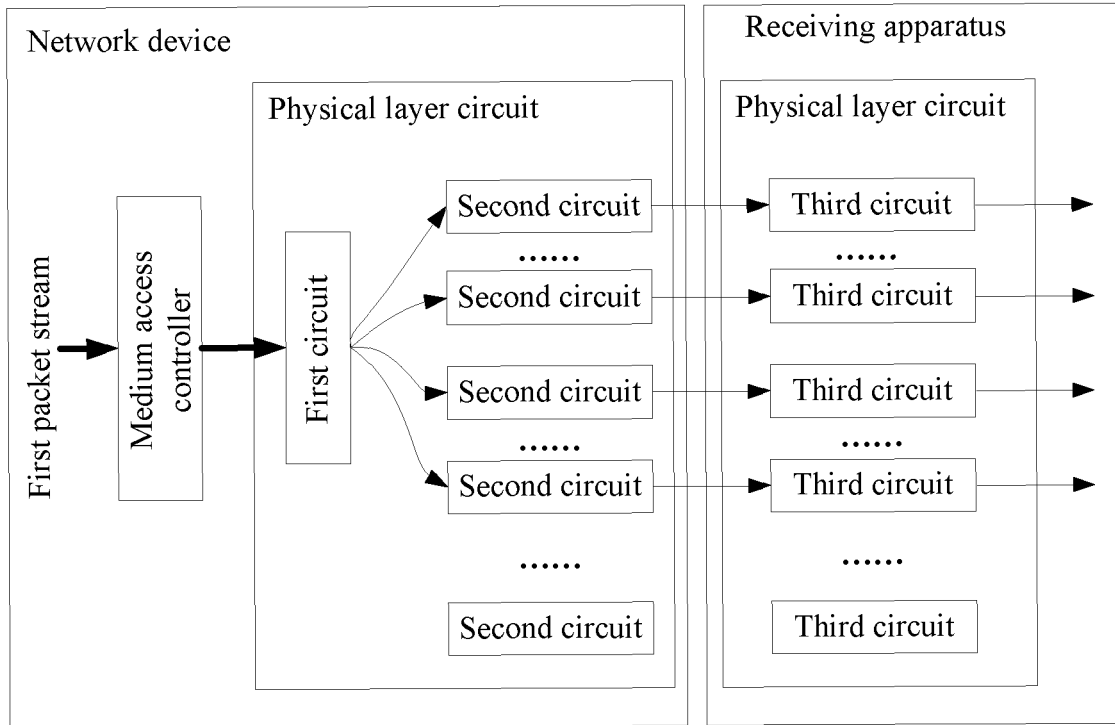 Network device
Receiving apparatus
Physical layer circuit
Physical layer circuit
First packet stream
Medium access
controller
First circuit
Second circuit
Third circuit
......
......
Second circuit
Third circuit
Second circuit
Third circuit
......
......
Second circuit
Third circuit
......
......
Second circuit
Third circuit